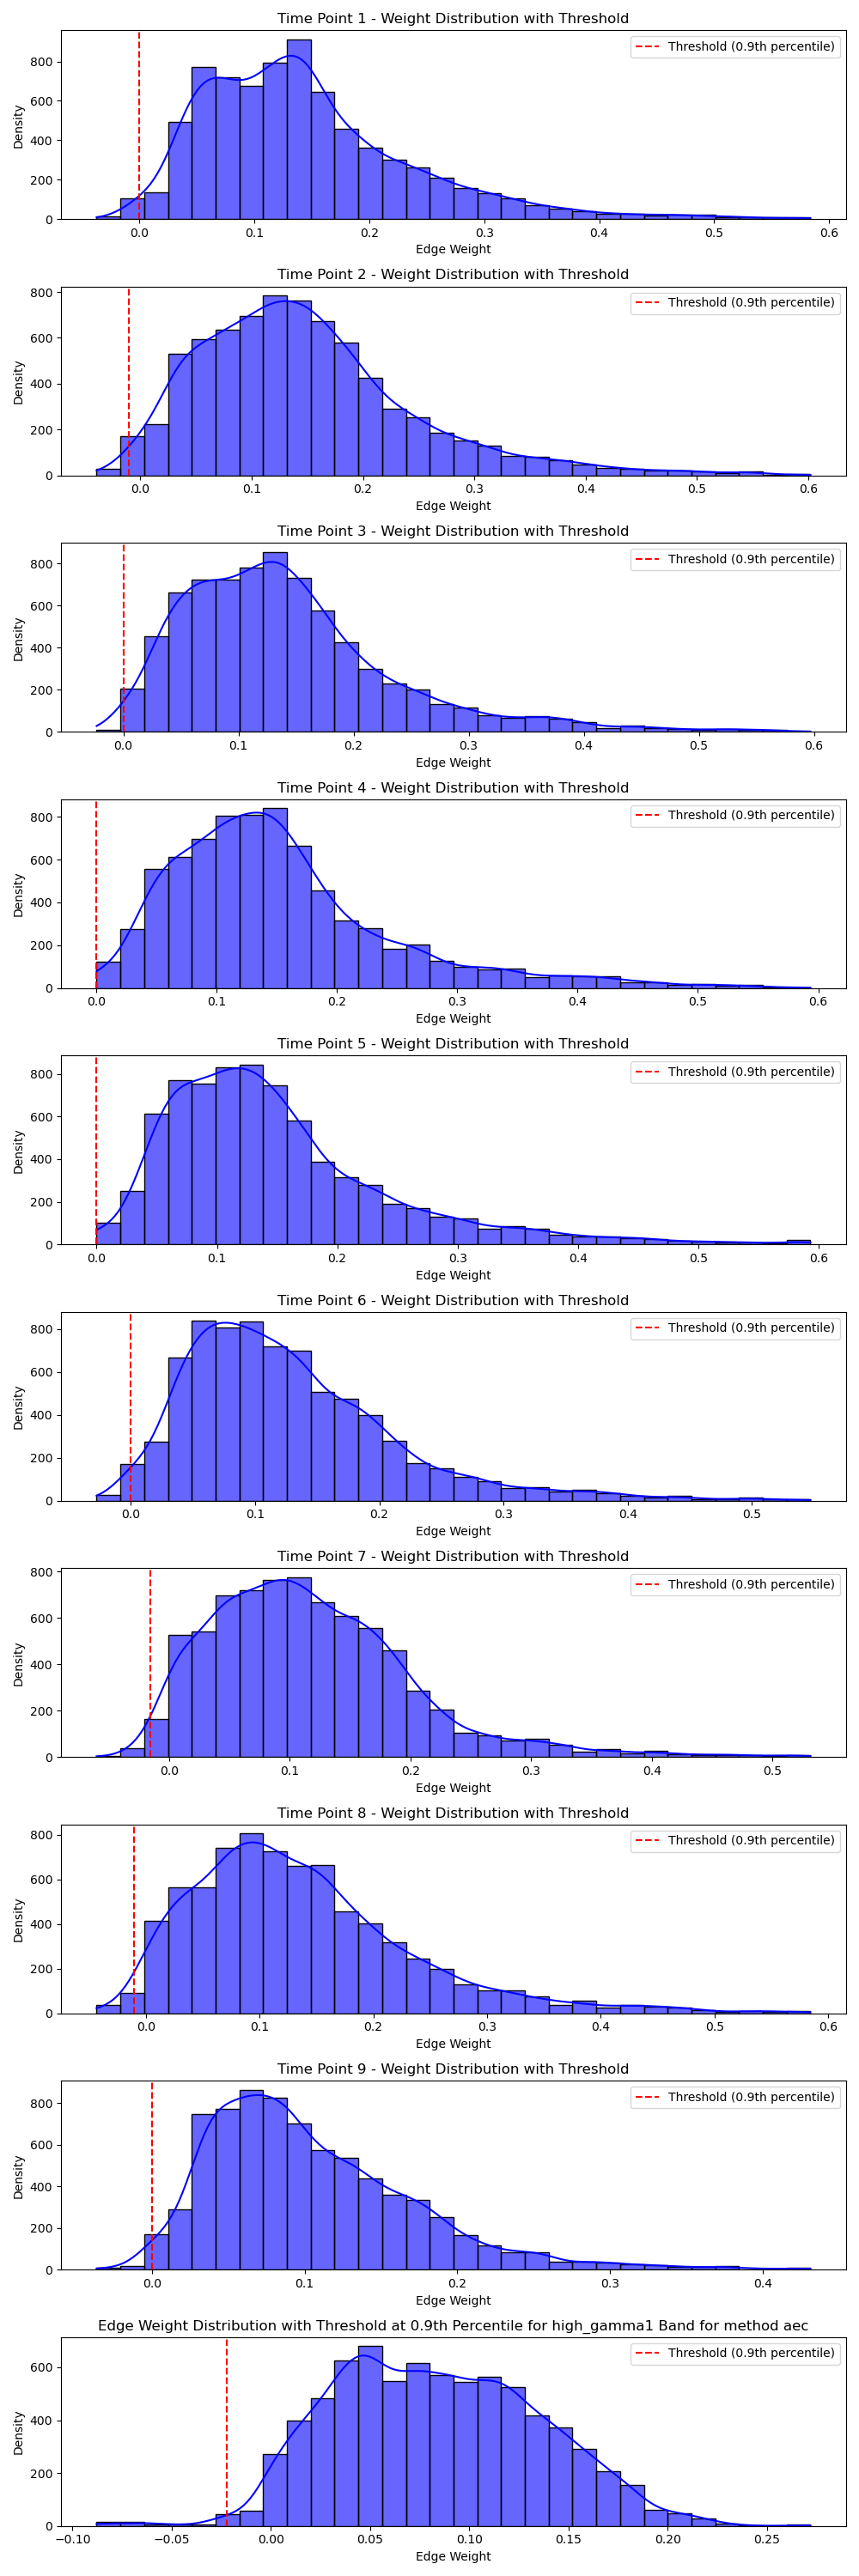 Time Point 1 - Weight Distribution with Threshold
Threshold (0.9th percentile)
Density
800
600
400
200
0
0.0 0.1 0.2 0.3 0.4 0.5 0.6
Edge Weight
Time Point 2 - Weight Distribution with Threshold
Threshold (0.9th percentile)
Density
800
600
400
200
0
0.0 0.1 0.2 0.3 0.4 0.5 0.6
Edge Weight
Time Point 3 - Weight Distribution with Threshold
Threshold (0.9th percentile)
Density
800
600
400
200
0
0.0 0.1 0.2 0.3 0.4 0.5 0.6
Edge Weight
Time Point 4 - Weight Distribution with Threshold
Threshold (0.9th percentile)
Density
800
600
400
200
0
0.0 0.1 0.2 0.3 0.4 0.5 0.6
Edge Weight
Time Point 5 - Weight Distribution with Threshold
Threshold (0.9th percentile)
Density
800
600
400
200
0
0.0 0.1 0.2 0.3 0.4 0.5 0.6
Edge Weight
Time Point 6 - Weight Distribution with Threshold
Threshold (0.9th percentile)
Density
800
600
400
200
0
0.0 0.1 0.2 0.3 0.4 0.5
Edge Weight
Time Point 7 - Weight Distribution with Threshold
Threshold (0.9th percentile)
Density
800
600
400
200
0
0.0 0.1 0.2 0.3 0.4 0.5
Edge Weight
Time Point 8 - Weight Distribution with Threshold
Threshold (0.9th percentile)
Density
800
600
400
200
0
0.0 0.1 0.2 0.3 0.4 0.5 0.6
Edge Weight
Time Point 9 - Weight Distribution with Threshold
Threshold (0.9th percentile)
Density
800
600
400
200
0
0.0 0.1 0.2 0.3 0.4
Edge Weight
Edge Weight Distribution with Threshold at 0.9th Percentile for high_gamma1 Band for method aec
Threshold (0.9th percentile)
Density
600
400
200
0
−0.10 −0.05 0.00 0.05 0.10 0.15 0.20 0.25
Edge Weight